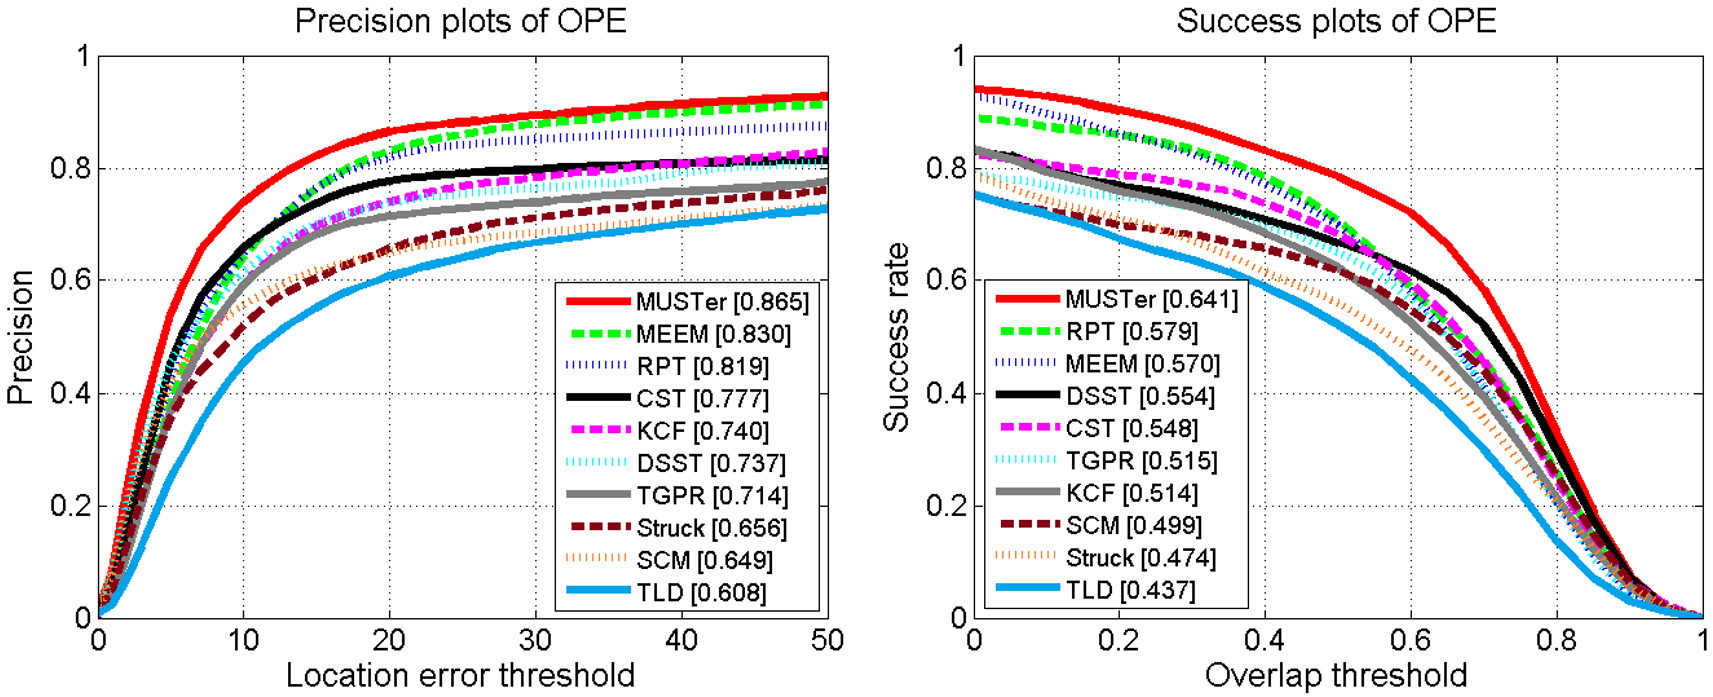 Precision plots of OPE
1
0.8
0.6
0.4
0.2
0
Precision
0 10 20 30 40 50
Location error threshold
MUSTer [0.865]
MEEM [0.830]
RPT [0.819]
CST [0.777]
KCF [0.740]
DSST [0.737]
TGPR [0.714]
Struck [0.656]
SCM [0.649]
TLD [0.608]
Success plots of OPE
1
0.8
0.6
0.4
0.2
0
Success rate
0 0.2 0.4 0.6 0.8 1
Overlap threshold
MUSTer [0.641]
RPT [0.579]
MEEM [0.570]
DSST [0.554]
CST [0.548]
TGPR [0.515]
KCF [0.514]
SCM [0.499]
Struck [0.474]
TLD [0.437]